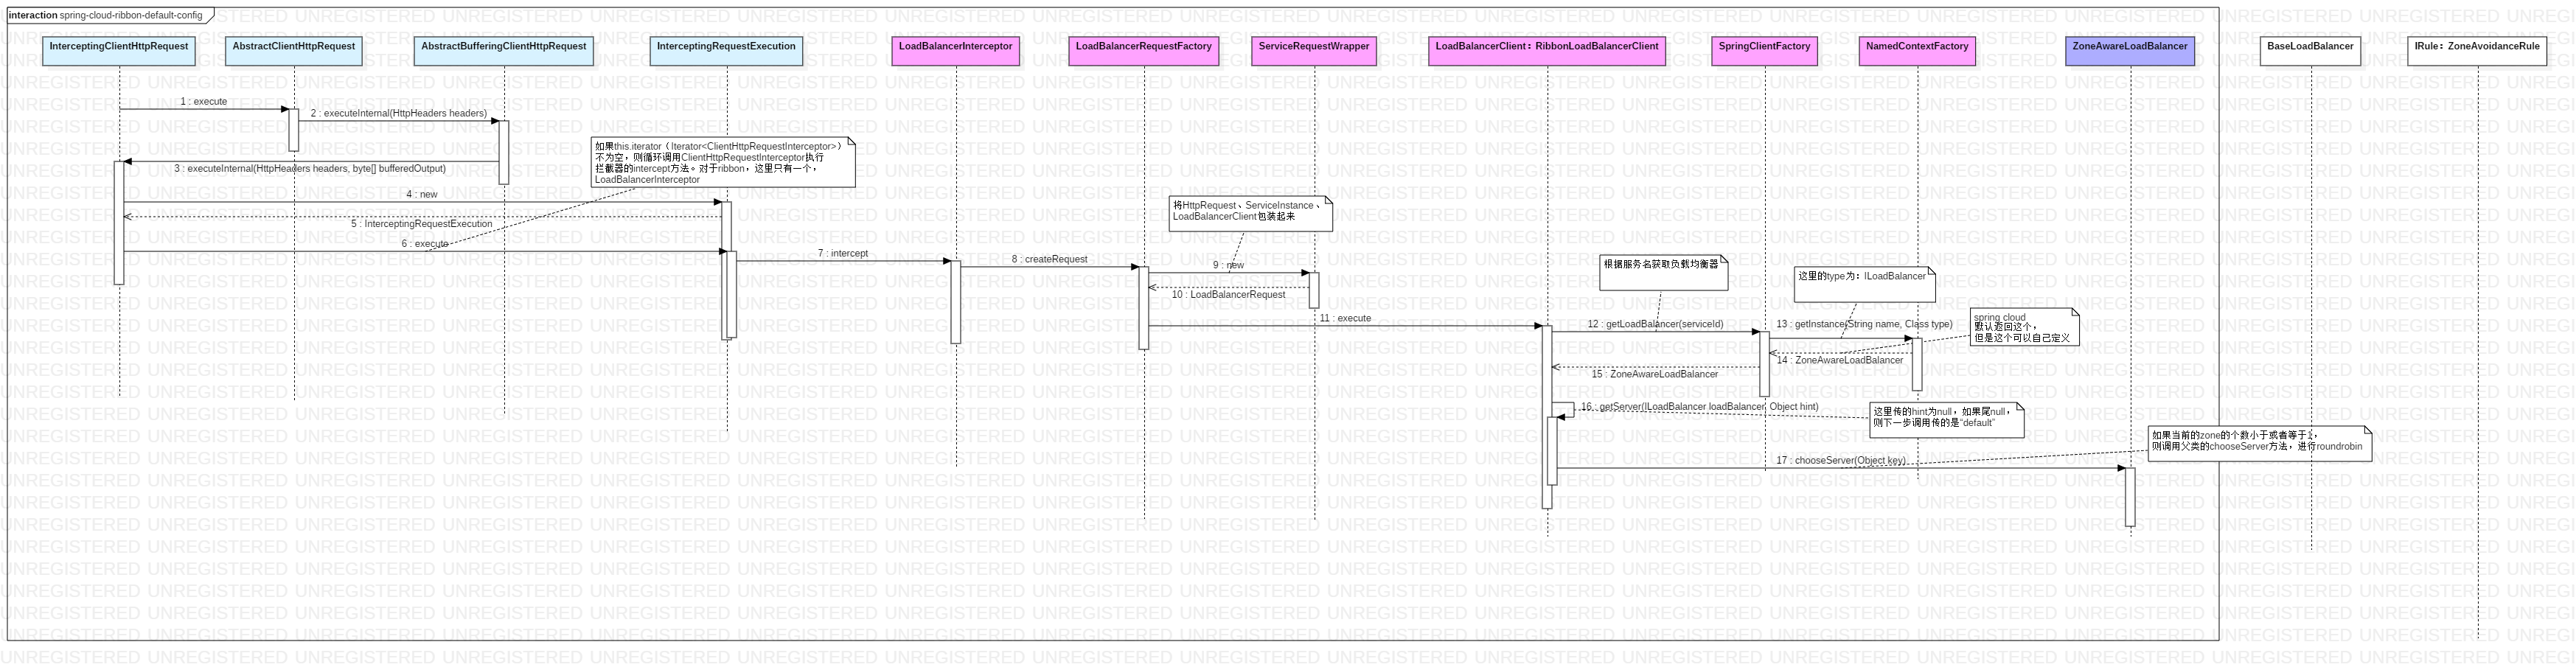 interaction spring-cloud-ribbon-default-config
InterceptingClientHttpRequest
AbstractClientHttpRequest
AbstractBufferingClientHttpRequest
InterceptingRequestExecution
LoadBalancerInterceptor
LoadBalancerRequestFactory
ServiceRequestWrapper
LoadBalancerClient：RibbonLoadBalancerClient
SpringClientFactory
NamedContextFactory
ZoneAwareLoadBalancer
BaseLoadBalancer
IRule：ZoneAvoidanceRule
1 : execute
2 : executeInternal(HttpHeaders headers)
如果this.iterator（Iterator<ClientHttpRequestInterceptor>）
不为空，则循环调用ClientHttpRequestInterceptor执行
拦截器的intercept方法。对于ribbon，这里只有一个，
LoadBalancerInterceptor
3 : executeInternal(HttpHeaders headers, byte[] bufferedOutput)
4 : new
5 : InterceptingRequestExecution
6 : execute
7 : intercept
8 : createRequest
将HttpRequest、ServiceInstance、
LoadBalancerClient包装起来
9 : new
10 : LoadBalancerRequest
11 : execute
根据服务名获取负载均衡器
12 : getLoadBalancer(serviceId)
这里的type为：ILoadBalancer
13 : getInstance(String name, Class type)
spring cloud
默认返回这个，
但是这个可以自己定义
14 : ZoneAwareLoadBalancer
15 : ZoneAwareLoadBalancer
16 : getServer(ILoadBalancer loadBalancer, Object hint)
这里传的hint为null，如果尾null，
则下一步调用传的是"default"
如果当前的zone的个数小于或者等于1，
则调用父类的chooseServer方法，进行roundrobin
17 : chooseServer(Object key)
UNREGISTERED